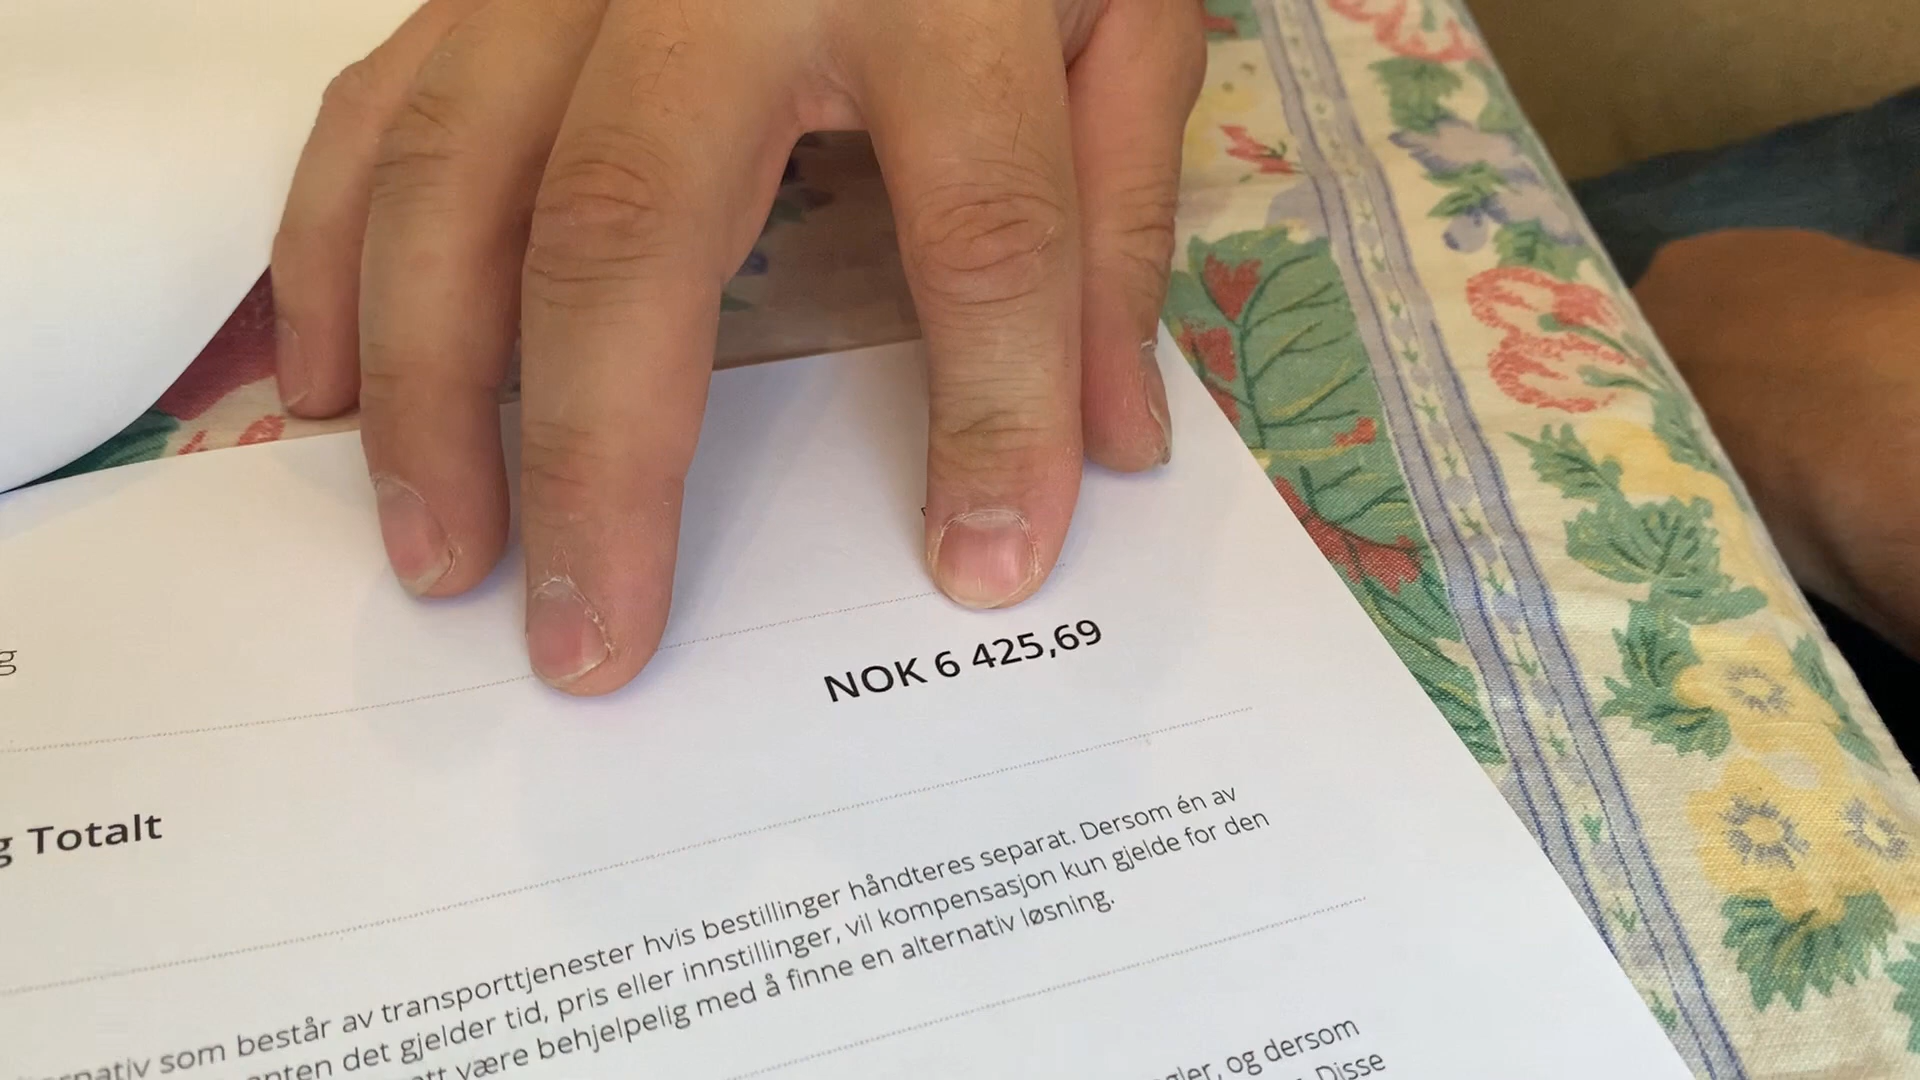 g
NOK 6 425,69
g Totalt
ernativ som består av transporttjenester hvis bestillinger håndteres separat. Dersom én av
enten det gjelder tid, pris eller innstillinger, vil kompensasjon kun gjelde for den
att være behjelpelig med å finne en alternativ løsning.
gler, og dersom
Disse